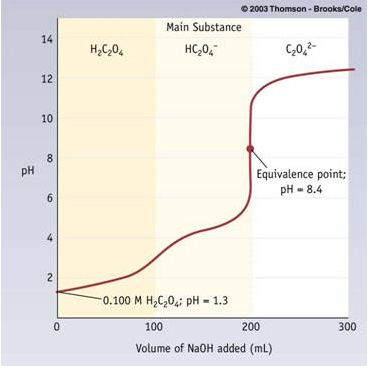 © 2003 Thomson - Brooks/Cole
Main Substance
H₂C₂O₄ HC₂O₄⁻ C₂O₄²⁻
14
12
10
8
6
4
2
pH
Equivalence point;
pH = 8.4
0.100 M H₂C₂O₄; pH = 1.3
0 100 200 300
Volume of NaOH added (mL)